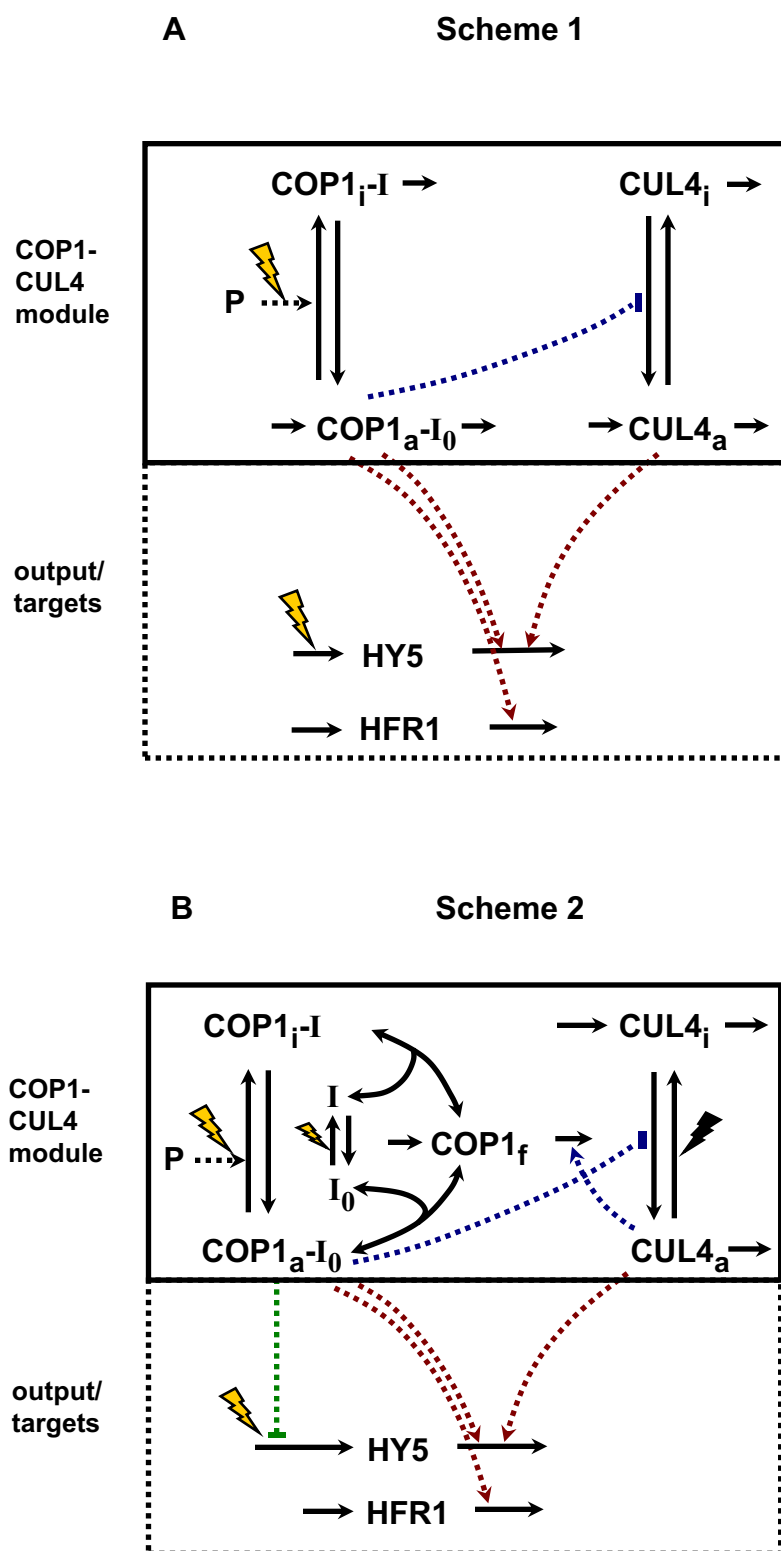 A Scheme 1
COP1i-I CUL4i
COP1-
CUL4
module
P
COP1a-I0 CUL4a
output/
targets
HY5
HFR1
B Scheme 2
COP1i-I CUL4i
COP1-
CUL4
module
I
COP1f
P
I0
COP1a-I0 CUL4a
output/
targets
HY5
HFR1